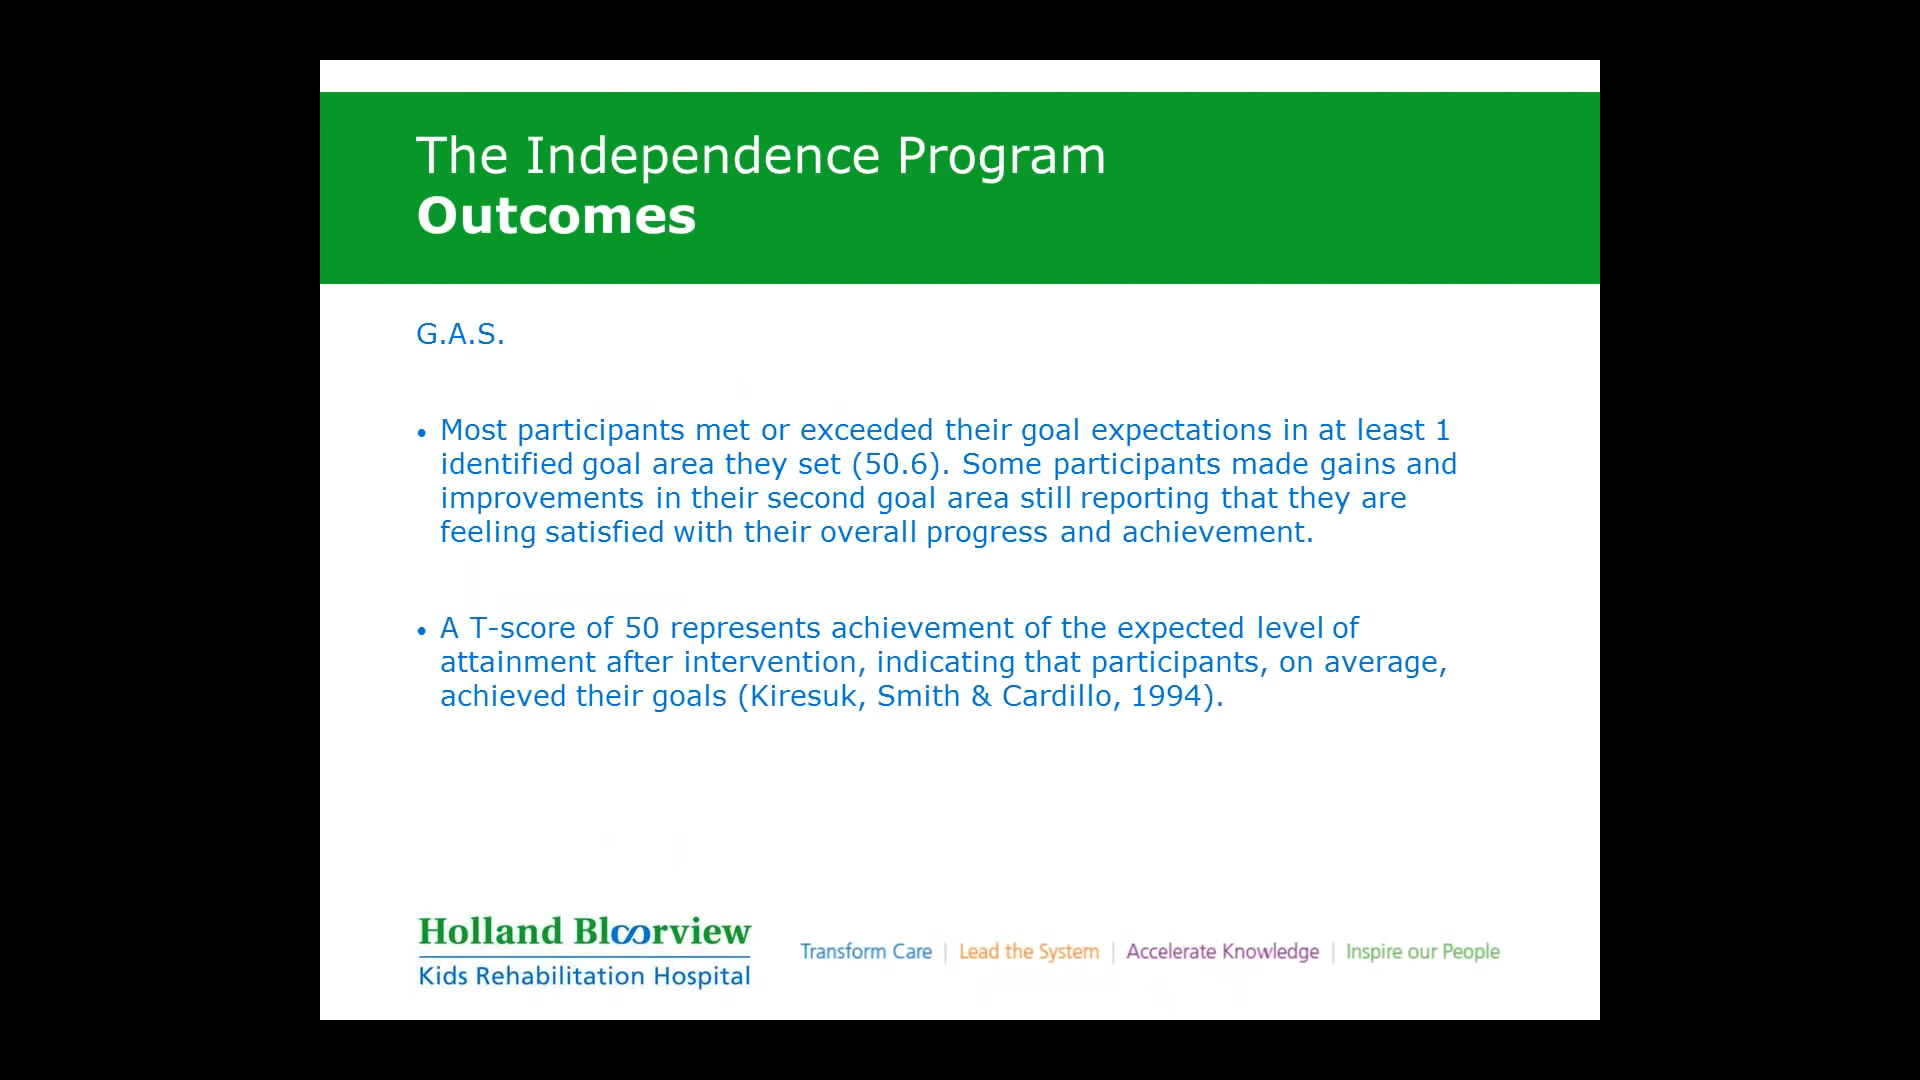 The Independence Program
Outcomes
G.A.S.
• Most participants met or exceeded their goal expectations in at least 1
identified goal area they set (50.6). Some participants made gains and
improvements in their second goal area still reporting that they are
feeling satisfied with their overall progress and achievement.
• A T-score of 50 represents achievement of the expected level of
attainment after intervention, indicating that participants, on average,
achieved their goals (Kiresuk, Smith & Cardillo, 1994).
Holland Bloorview
Kids Rehabilitation Hospital
Transform Care | Lead the System | Accelerate Knowledge | Inspire our People